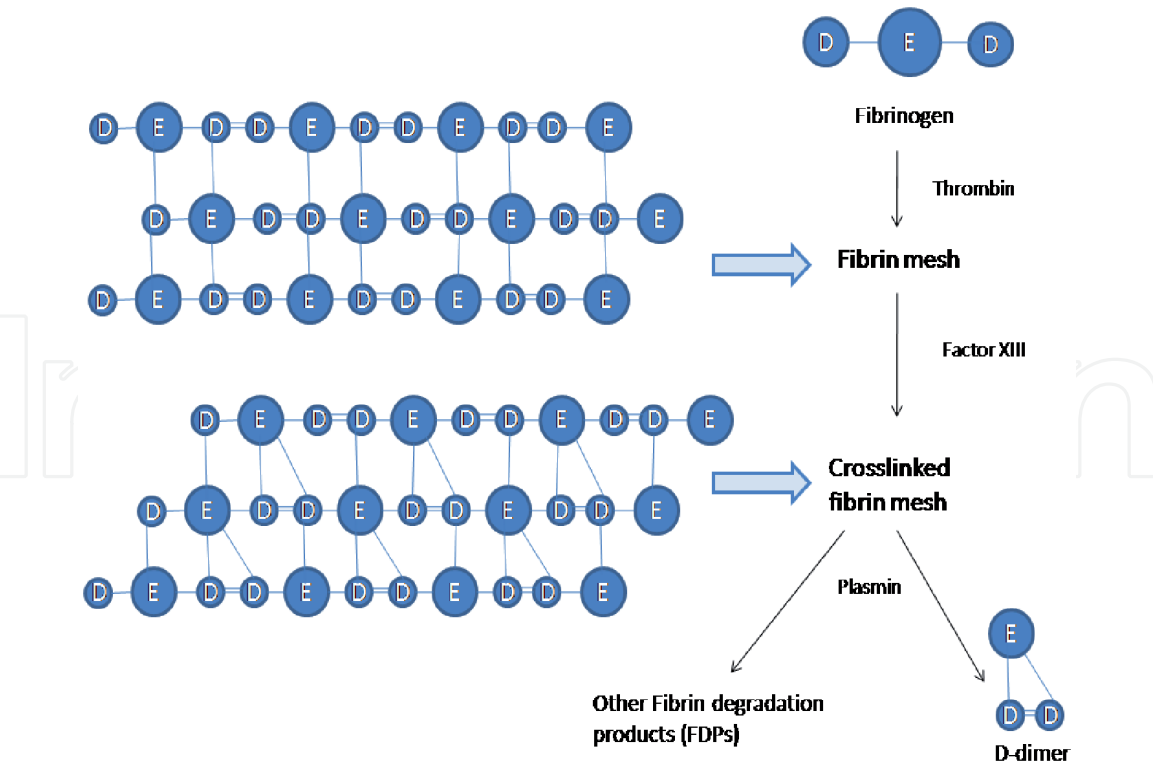 D E D
Fibrinogen
Thrombin
D E D D E D D E D D E
D E D D E D D E D D E
Fibrin mesh
D E D D E D D E D D E
Factor XIII
D E D D E D D E D D E
Crosslinked
fibrin mesh
D E D D E D D E D D E
D E D D E D D E D D E
Plasmin
E
D D
D-dimer
Other Fibrin degradation
products (FDPs)